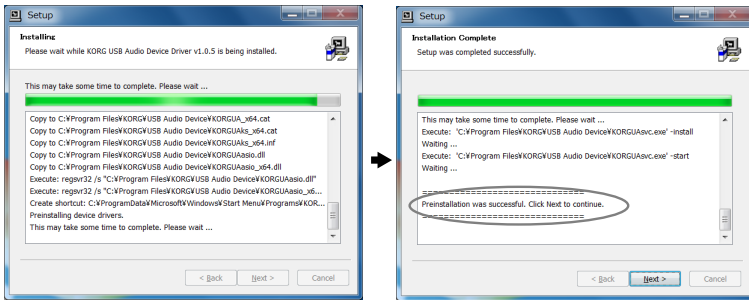 Setup
Installing
Please wait while KORG USB Audio Device Driver v1.0.5 is being installed.
This may take some time to complete. Please wait ...
Copy to C:¥Program Files¥KORG¥USB Audio Device¥KORGUA_x64.cat
Copy to C:¥Program Files¥KORG¥USB Audio Device¥KORGUAks_x64.cat
Copy to C:¥Program Files¥KORG¥USB Audio Device¥KORGUAks_x64.inf
Copy to C:¥Program Files¥KORG¥USB Audio Device¥KORGUAasio.dll
Copy to C:¥Program Files¥KORG¥USB Audio Device¥KORGUAasio_x64.dll
Execute: regsvr32 /s "C:¥Program Files¥KORG¥USB Audio Device¥KORGUAasio.dll"
Execute: regsvr32 /s "C:¥Program Files¥KORG¥USB Audio Device¥KORGUAasio_x6...
Create shortcut: C:¥ProgramData¥Microsoft¥Windows¥Start Menu¥Programs¥KOR...
Preinstalling device drivers.
This may take some time to complete. Please wait ...
< Back Next > Cancel
Setup
Installation Complete
Setup was completed successfully.
This may take some time to complete. Please wait ...
Execute: 'C:¥Program Files¥KORG¥USB Audio Device¥KORGUAsvc.exe' -install
Waiting ...
Execute: 'C:¥Program Files¥KORG¥USB Audio Device¥KORGUAsvc.exe' -start
Waiting ...
================================
Preinstallation was successful. Click Next to continue.
================================
< Back Next > Cancel